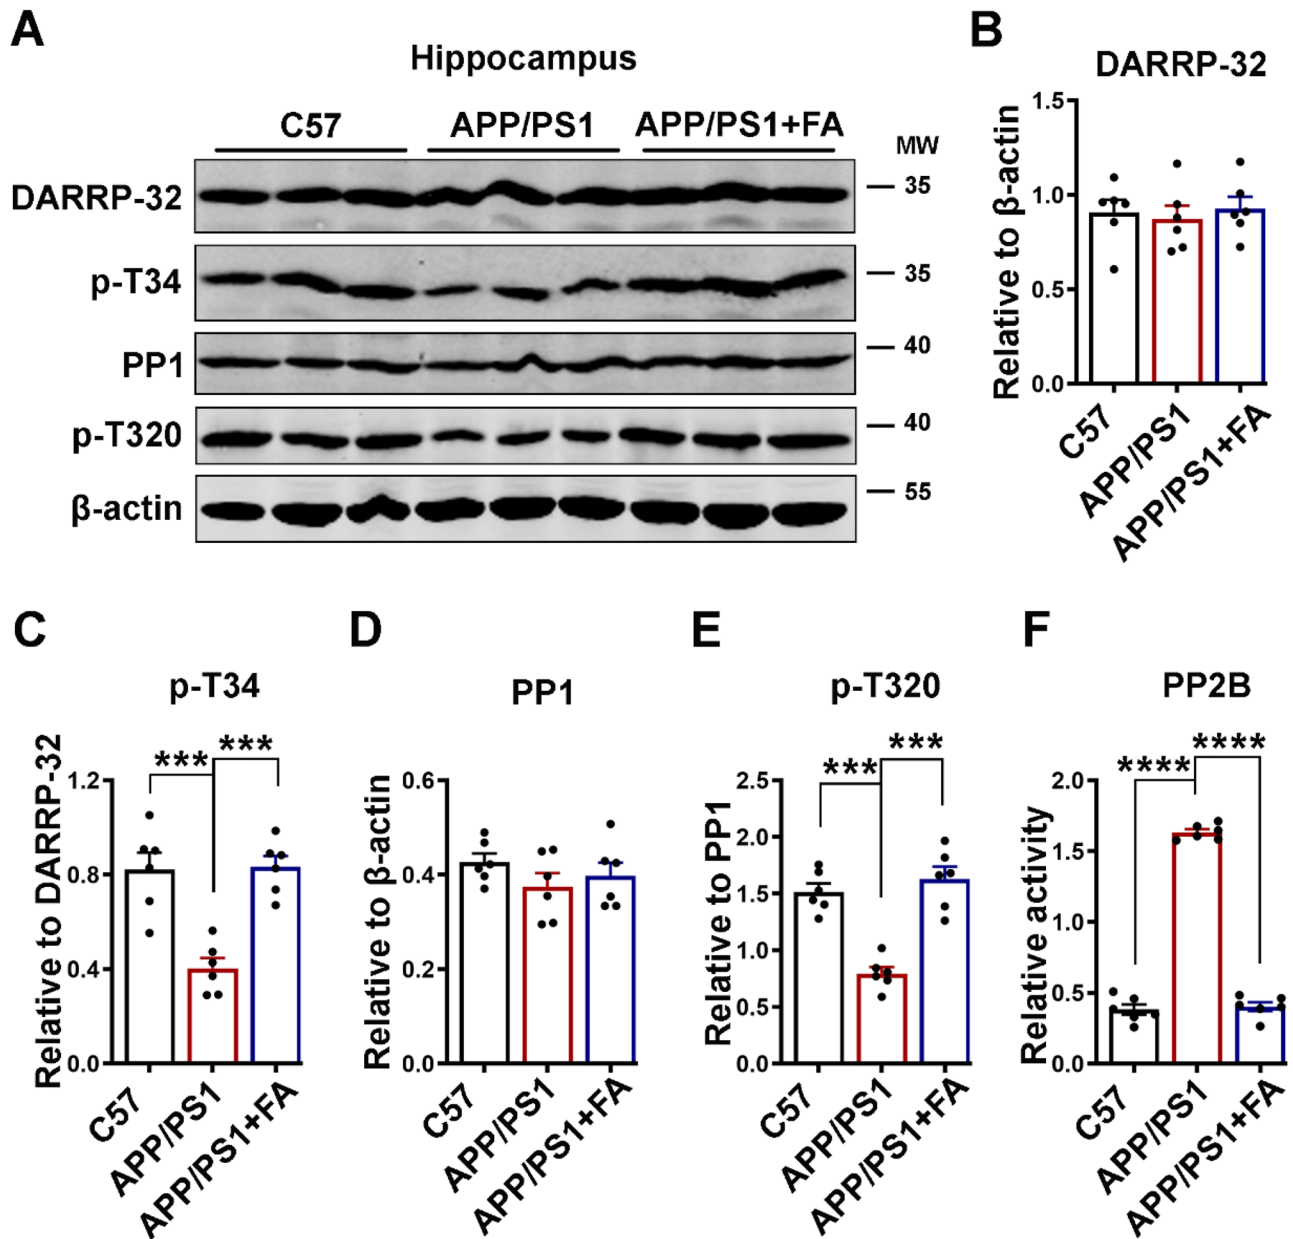 A
Hippocampus
C57
APP/PS1
APP/PS1+FA
MW
DARRP-32
35
p-T34
35
PP1
40
p-T320
40
β-actin
55
B
DARRP-32
Relative to β-actin
1.5
1.0
0.5
0.0
C57
APP/PS1
APP/PS1+FA
C
p-T34
Relative to DARRP-32
***
***
1.2
0.8
0.4
0.0
C57
APP/PS1
APP/PS1+FA
D
PP1
Relative to β-actin
0.6
0.4
0.2
0.0
C57
APP/PS1
APP/PS1+FA
E
p-T320
Relative to PP1
***
***
2.5
2.0
1.5
1.0
0.5
0.0
C57
APP/PS1
APP/PS1+FA
F
PP2B
Relative activity
****
****
2.0
1.5
1.0
0.5
0.0
C57
APP/PS1
APP/PS1+FA